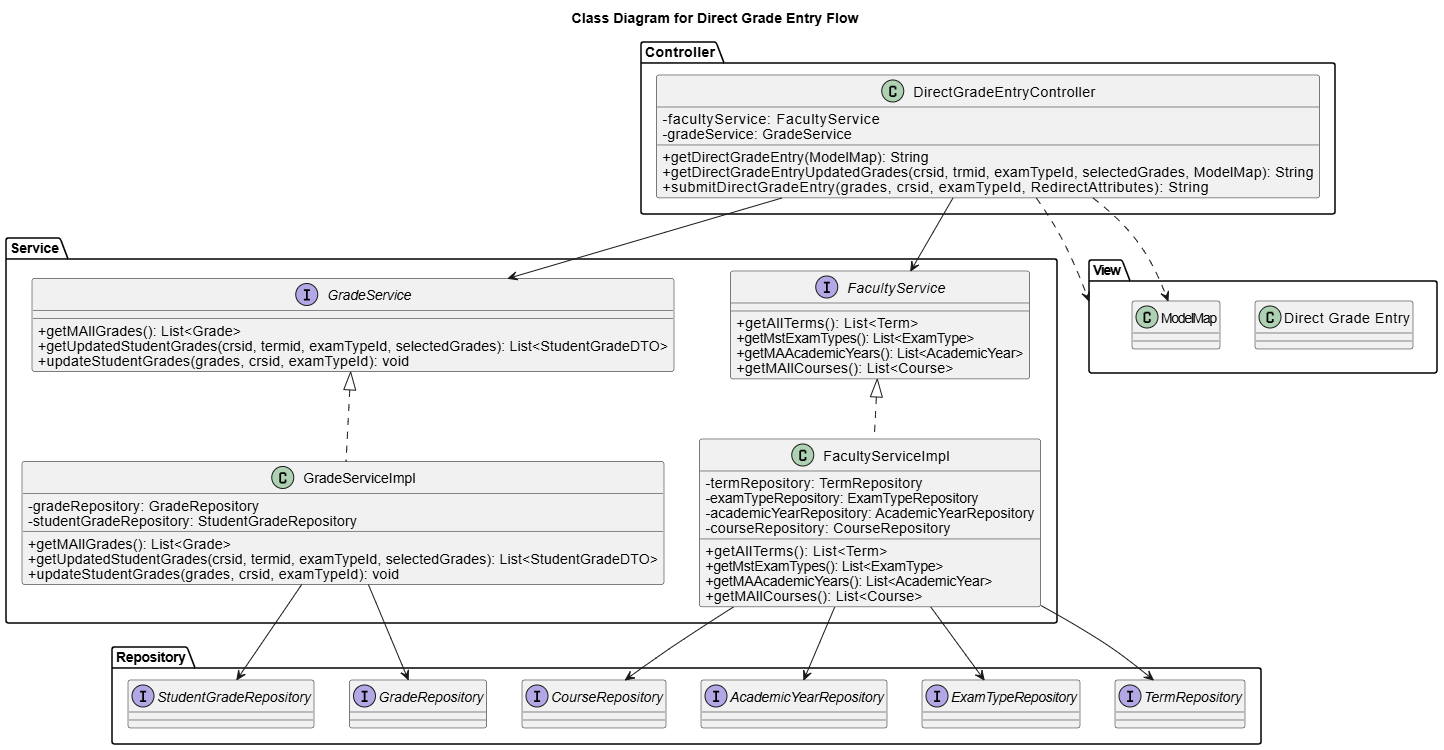 Class Diagram for Direct Grade Entry Flow
Controller
C DirectGradeEntryController
-facultyService: FacultyService
-gradeService: GradeService
+getDirectGradeEntry(ModelMap): String
+getDirectGradeEntryUpdatedGrades(crsid, trmid, examTypeId, selectedGrades, ModelMap): String
+submitDirectGradeEntry(grades, crsid, examTypeId, RedirectAttributes): String
Service
I GradeService
+getMAllGrades(): List<Grade>
+getUpdatedStudentGrades(crsid, termid, examTypeId, selectedGrades): List<StudentGradeDTO>
+updateStudentGrades(grades, crsid, examTypeId): void
I FacultyService
+getAllTerms(): List<Term>
+getMstExamTypes(): List<ExamType>
+getMAAcademicYears(): List<AcademicYear>
+getMAllCourses(): List<Course>
View
C ModelMap
C Direct Grade Entry
C GradeServiceImpl
-gradeRepository: GradeRepository
-studentGradeRepository: StudentGradeRepository
+getMAllGrades(): List<Grade>
+getUpdatedStudentGrades(crsid, termid, examTypeId, selectedGrades): List<StudentGradeDTO>
+updateStudentGrades(grades, crsid, examTypeId): void
C FacultyServiceImpl
-termRepository: TermRepository
-examTypeRepository: ExamTypeRepository
-academicYearRepository: AcademicYearRepository
-courseRepository: CourseRepository
+getAllTerms(): List<Term>
+getMstExamTypes(): List<ExamType>
+getMAAcademicYears(): List<AcademicYear>
+getMAllCourses(): List<Course>
Repository
I StudentGradeRepository
I GradeRepository
I CourseRepository
I AcademicYearRepository
I ExamTypeRepository
I TermRepository